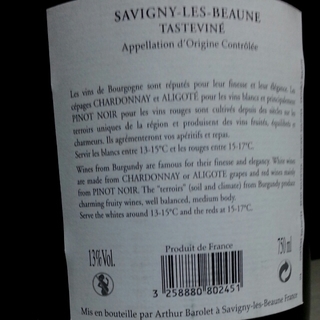 SAVIGNY-LES-BEAUNE
TASTEVINÉ
Appellation d'Origine Contrôlée
Les vins de Bourgogne sont réputés pour leur finesse et leur élégance. Les
cépages CHARDONNAY et ALIGOTÉ pour les vins blancs et principalement
PINOT NOIR pour les vins rouges sont cultivés depuis des siècles sur les
terroirs uniques de la région et produisent des vins fruités, équilibrés et
charmeurs. Ils agrémenteront vos apéritifs et repas.
Servir les blancs entre 13-15°C et les rouges entre 15-17°C.
Wines from Burgundy are famous for their finesse and elegancy. White wines
are made from CHARDONNAY or ALIGOTE grapes and red wines mainly
from PINOT NOIR. The "terroirs" (soil and climate) from Burgundy produce
charming fruity wines, well balanced, medium body.
Serve the whites around 13-15°C and the reds at 15-17°C.
Produit de France
13%Vol.
750 ml
3 258880 802451
Mis en bouteille par Arthur Barolet à Savigny-les Beaune France